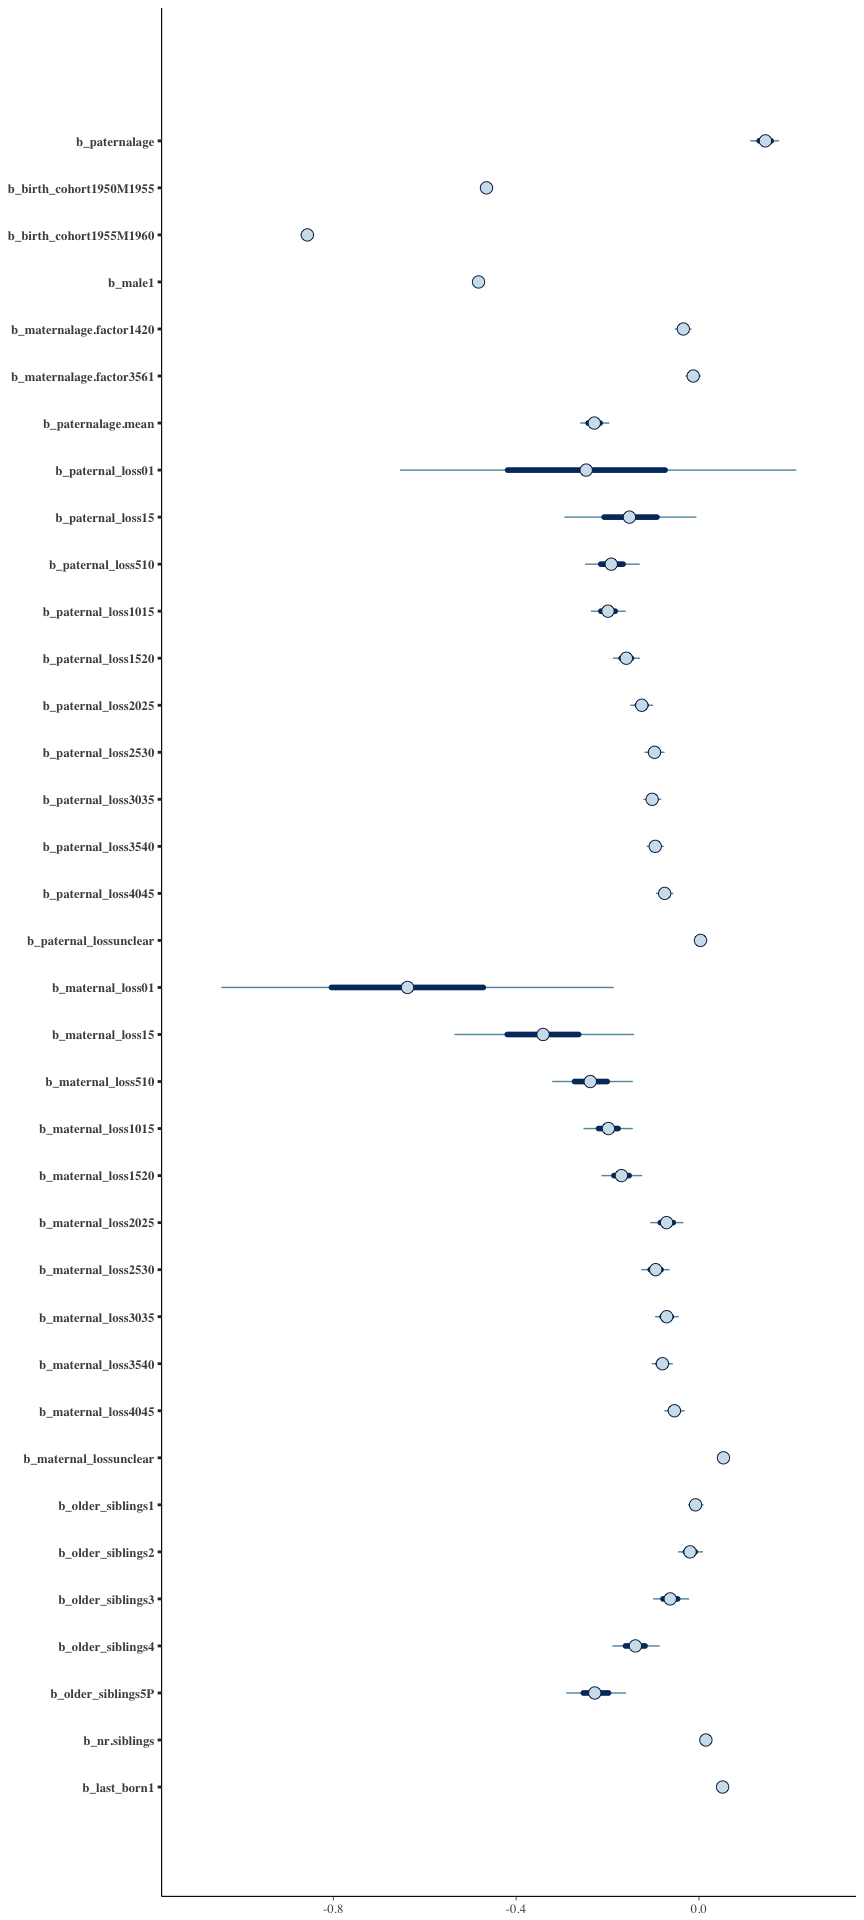 b_paternalage
b_birth_cohort1950M1955
b_birth_cohort1955M1960
b_male1
b_maternalage.factor1420
b_maternalage.factor3561
b_paternalage.mean
b_paternal_loss01
b_paternal_loss15
b_paternal_loss510
b_paternal_loss1015
b_paternal_loss1520
b_paternal_loss2025
b_paternal_loss2530
b_paternal_loss3035
b_paternal_loss3540
b_paternal_loss4045
b_paternal_lossunclear
b_maternal_loss01
b_maternal_loss15
b_maternal_loss510
b_maternal_loss1015
b_maternal_loss1520
b_maternal_loss2025
b_maternal_loss2530
b_maternal_loss3035
b_maternal_loss3540
b_maternal_loss4045
b_maternal_lossunclear
b_older_siblings1
b_older_siblings2
b_older_siblings3
b_older_siblings4
b_older_siblings5P
b_nr.siblings
b_last_born1
-0.8 -0.4 0.0